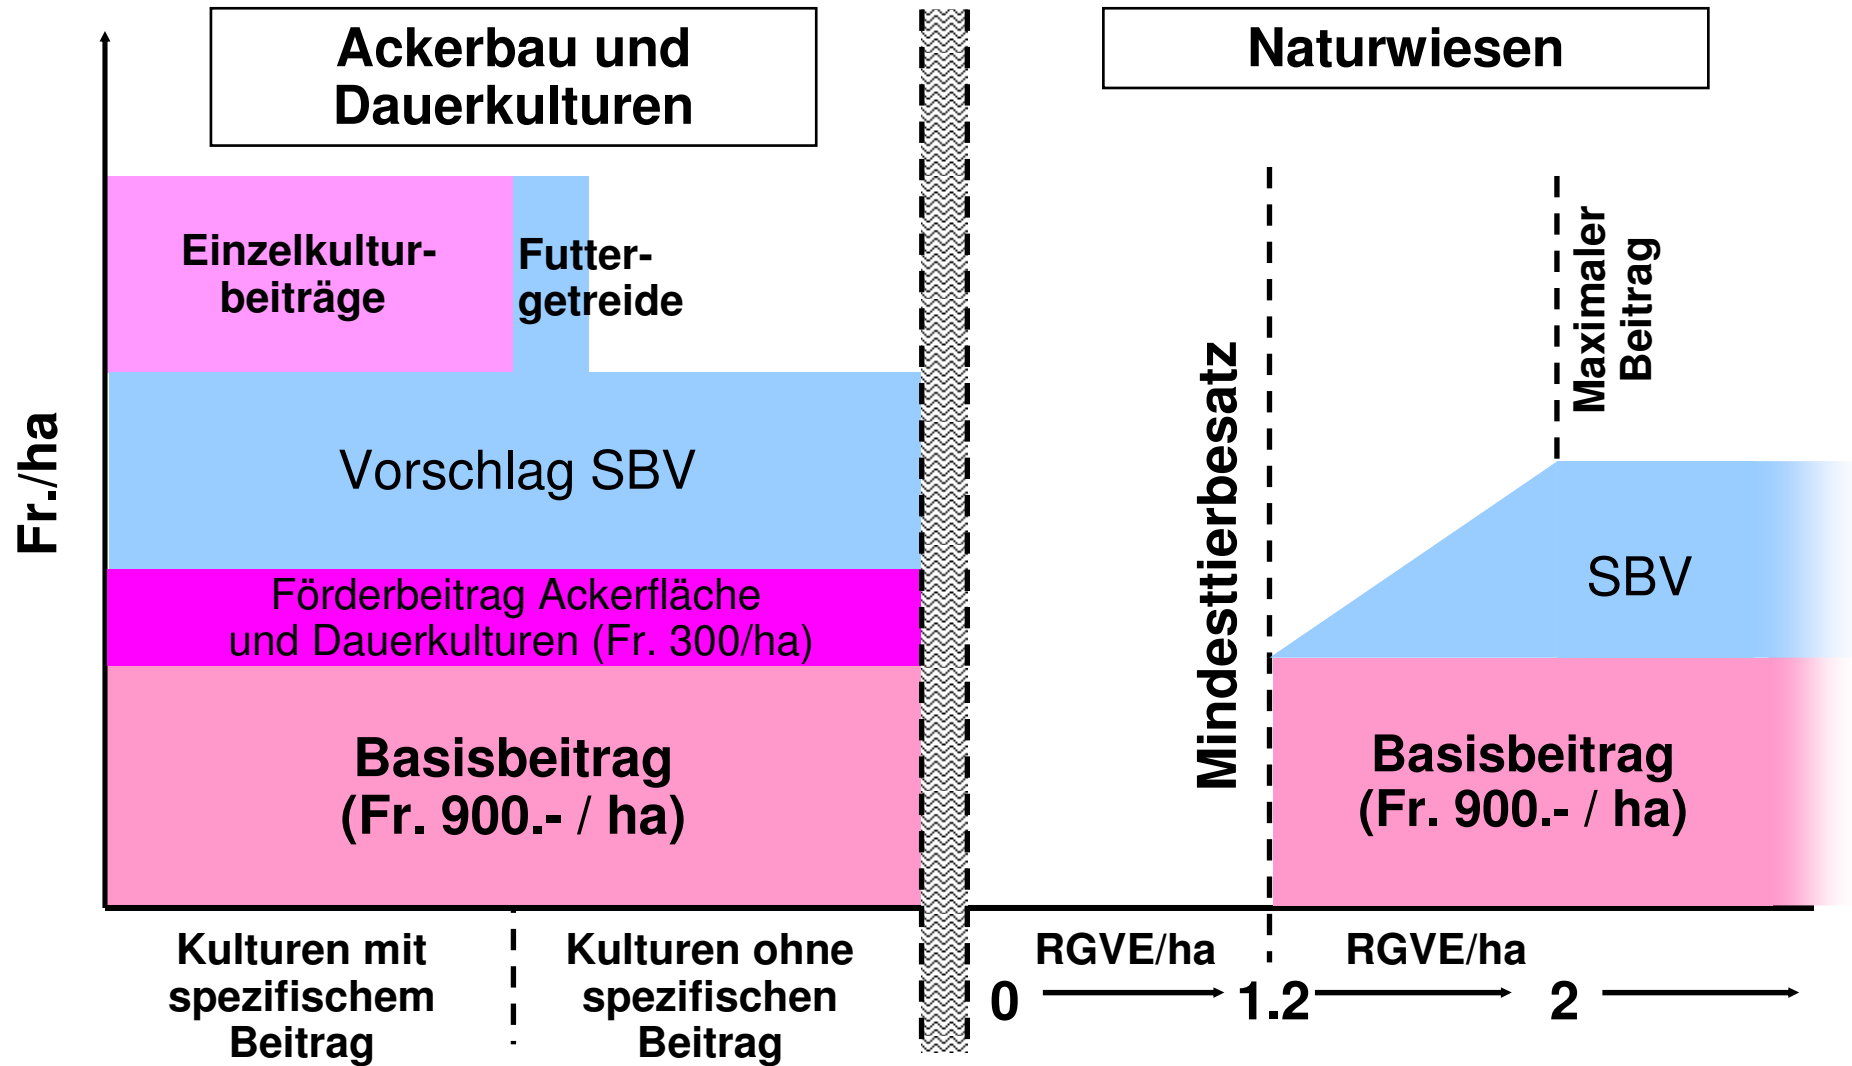 Ackerbau und
Dauerkulturen
Naturwiesen
Fr./ha
Einzelkultur-
beiträge
Futter-
getreide
Vorschlag SBV
Förderbeitrag Ackerfläche
und Dauerkulturen (Fr. 300/ha)
Basisbeitrag
(Fr. 900.- / ha)
Mindesttierbesatz
Maximaler
Beitrag
SBV
Basisbeitrag
(Fr. 900.- / ha)
Kulturen mit
spezifischem
Beitrag
Kulturen ohne
spezifischen
Beitrag
RGVE/ha RGVE/ha
0 1.2 2